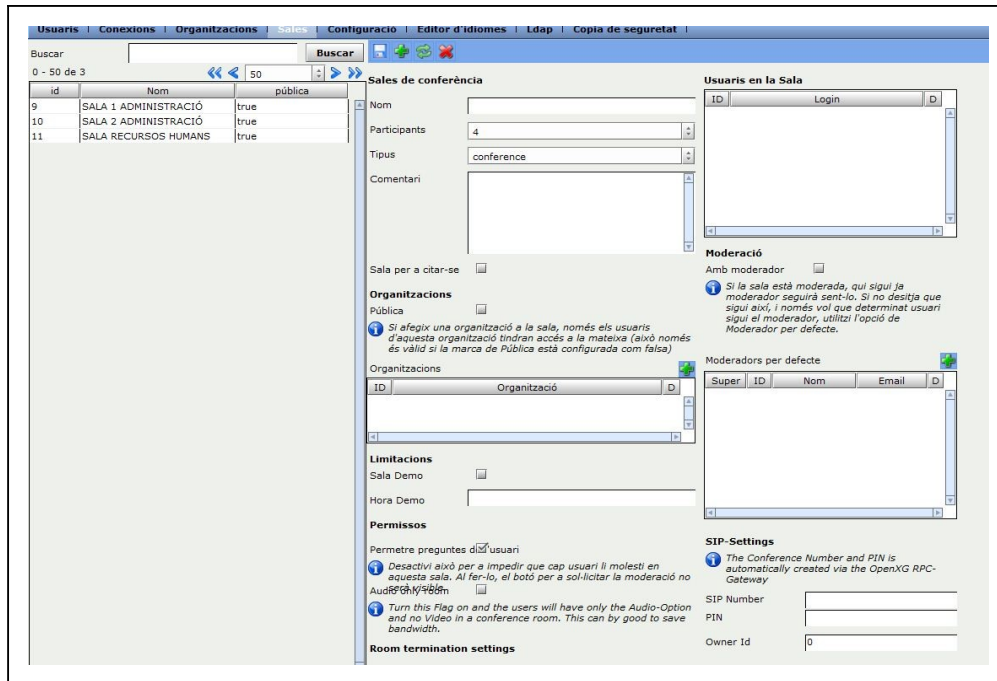 Usuaris | Conexions | Organitzacions | Sales | Configuració | Editor d'idiomes | Ldap | Copia de seguretat |
Buscar
Buscar
0 - 50 de 3
50
id Nom pública
9 SALA 1 ADMINISTRACIÓ true
10 SALA 2 ADMINISTRACIÓ true
11 SALA RECURSOS HUMANS true
Sales de conferència
Nom
Participants 4
Tipus conference
Comentari
Sala per a citar-se
Organitzacions
Pública
Si afegix una organització a la sala, només els usuaris
d'aquesta organització tindran accés a la mateixa (això només
és vàlid si la marca de Pública està configurada com falsa)
Organitzacions
ID Organització D
Limitacions
Sala Demo
Hora Demo
Permissos
Permetre preguntes d'usuari
Desactivi això per a impedir que cap usuari li molesti en
aquesta sala. Al fer-lo, el botó per a sol·licitar la moderació no
serà visible.
Audio only room
Turn this Flag on and the users will have only the Audio-Option
and no Video in a conference room. This can by good to save
bandwidth.
Room termination settings
Usuaris en la Sala
ID Login D
Moderació
Amb moderador
Si la sala està moderada, qui sigui ja
moderador seguirà sent-lo. Si no desitja que
sigui així, i només vol que determinat usuari
sigui el moderador, utilitzi l'opció de
Moderador per defecte.
Moderadors per defecte
Super ID Nom Email D
SIP-Settings
The Conference Number and PIN is
automatically created via the OpenXG RPC-
Gateway
SIP Number
PIN
Owner Id 0